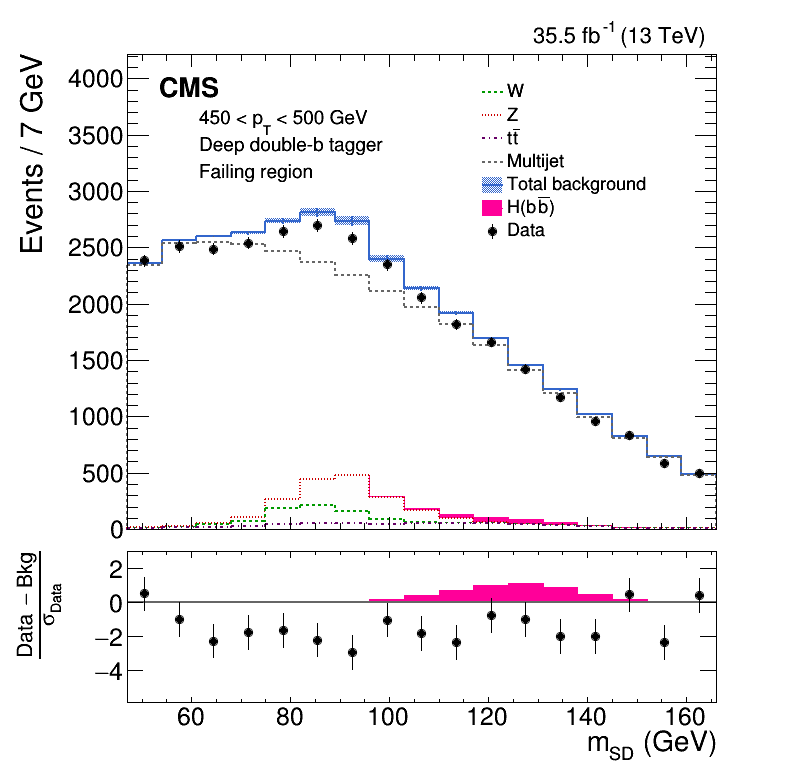 35.5 fb⁻¹ (13 TeV)
Events / 7 GeV
4000
3500
3000
2500
2000
1500
1000
500
0
CMS
450 < p_T < 500 GeV
Deep double-b tagger
Failing region
W
Z
tt̄
Multijet
Total background
H(bb̄)
Data
Data − Bkg
σ_Data
2
0
−2
−4
60 80 100 120 140 160
m_SD (GeV)